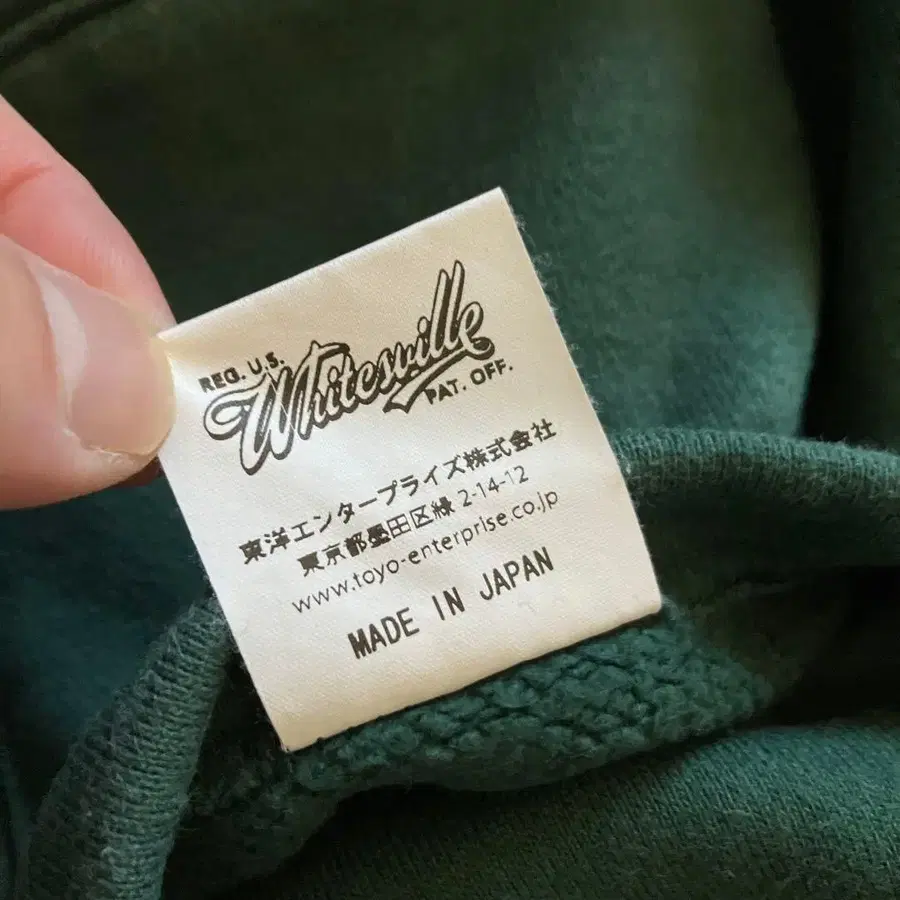 REG. U.S.
Whitesville
PAT. OFF.
東洋エンタープライズ株式会社
東京都墨田区緑 2-14-12
www.toyo-enterprise.co.jp
MADE IN JAPAN